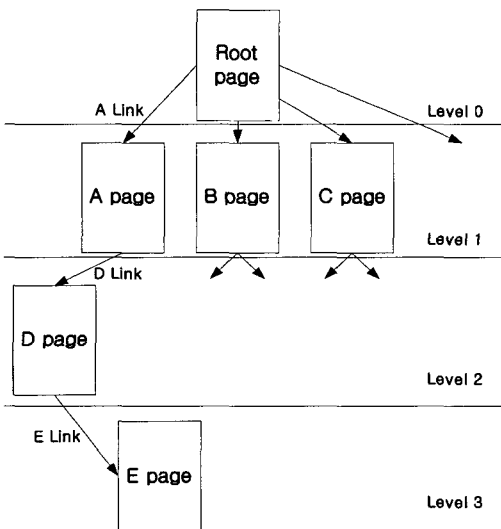 Root
page
A Link
Level 0
A page
B page
C page
Level 1
D Link
D page
Level 2
E Link
E page
Level 3